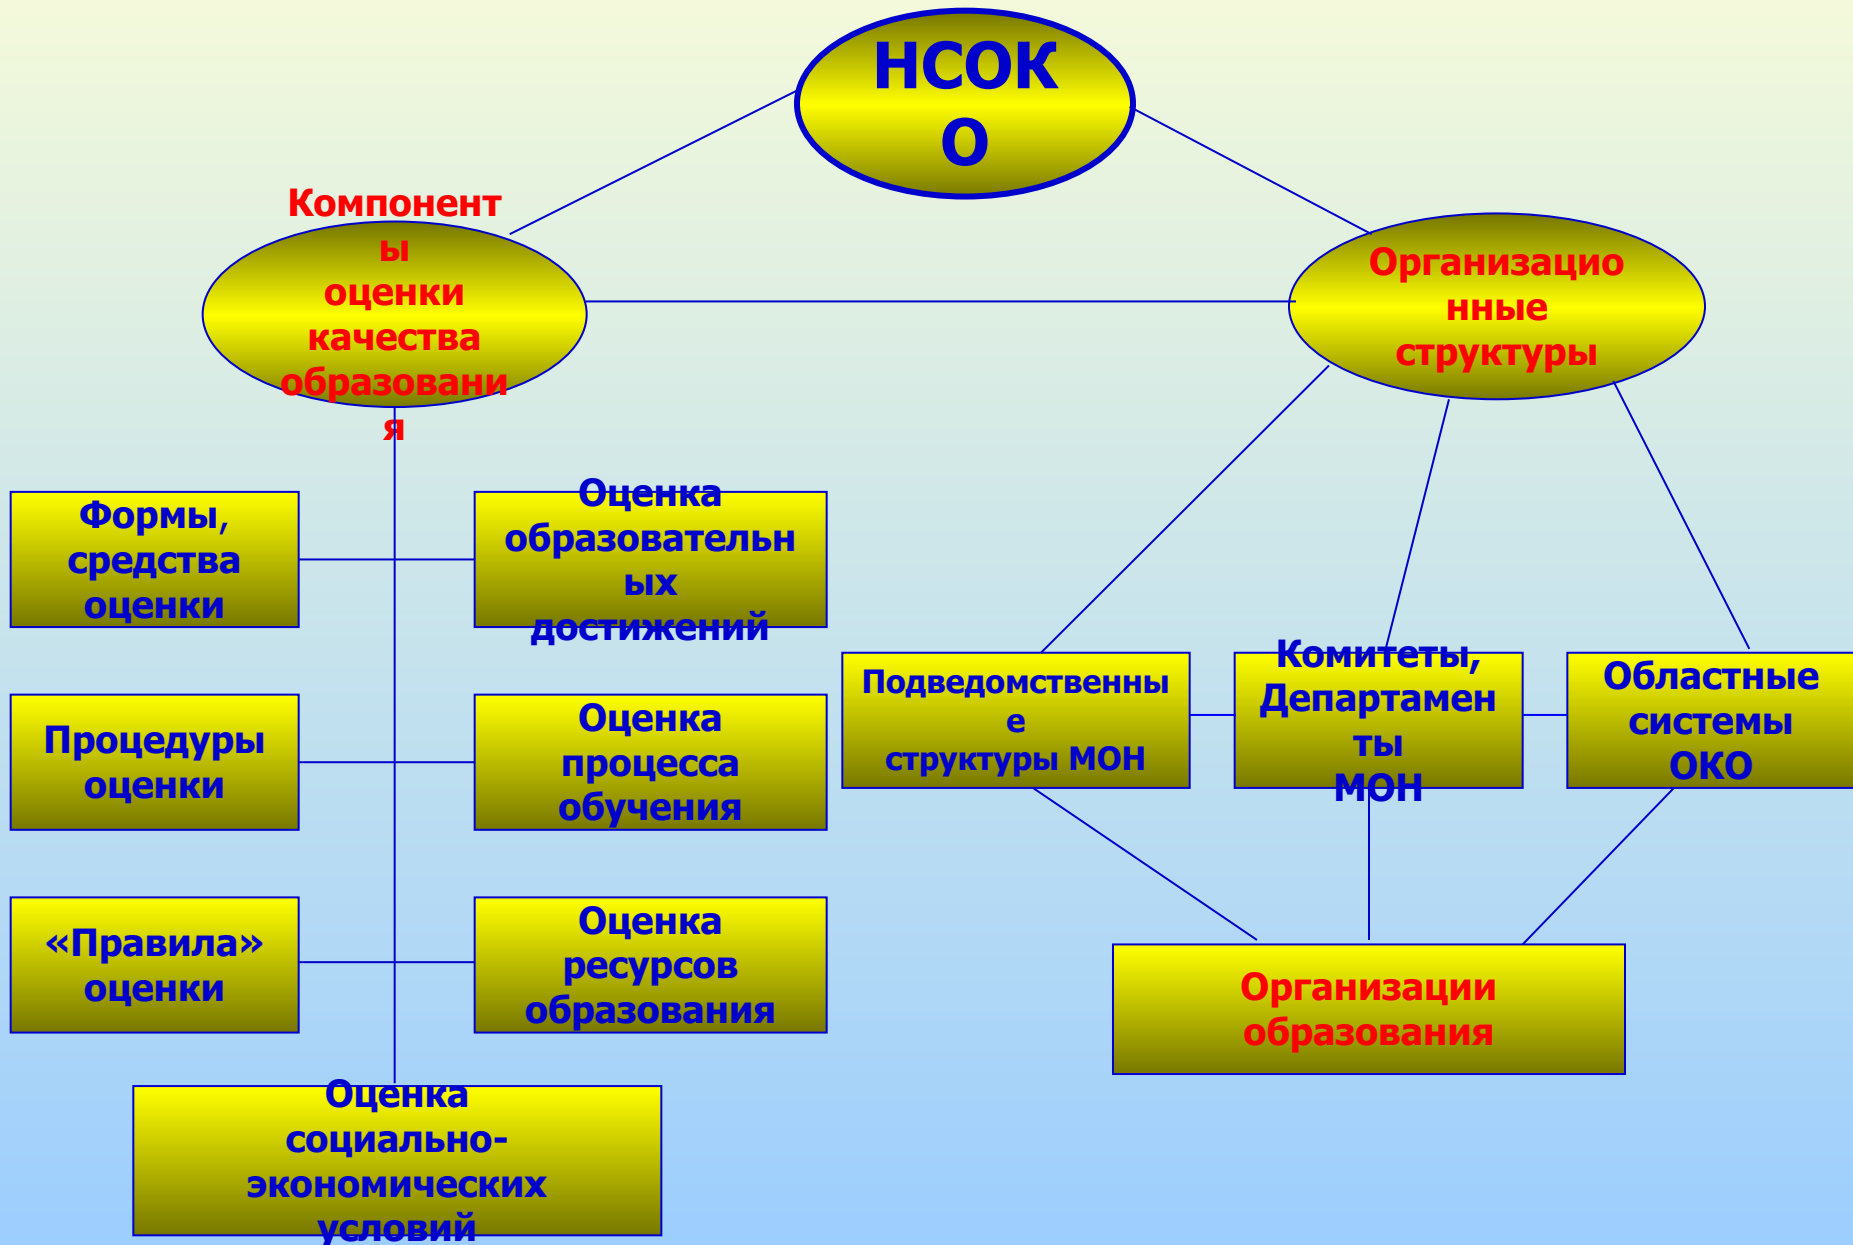 НСОК
О
Компонент
ы
оценки
качества
образовани
я
Организацио
нные
структуры
Формы,
средства
оценки
Оценка
образовательн
ых
достижений
Процедуры
оценки
Оценка
процесса
обучения
Подведомственны
е
структуры МОН
Комитеты,
Департамен
ты
МОН
Областные
системы
ОКО
«Правила»
оценки
Оценка
ресурсов
образования
Организации
образования
Оценка
социально-
экономических
условий